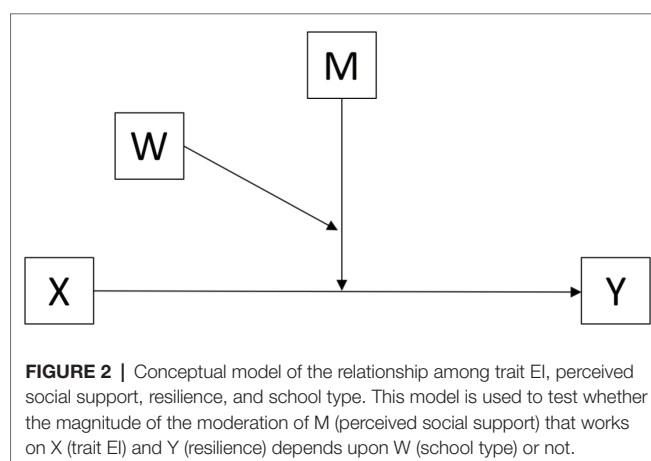 M
W
X
Y
FIGURE 2 | Conceptual model of the relationship among trait EI, perceived
social support, resilience, and school type. This model is used to test whether
the magnitude of the moderation of M (perceived social support) that works
on X (trait EI) and Y (resilience) depends upon W (school type) or not.